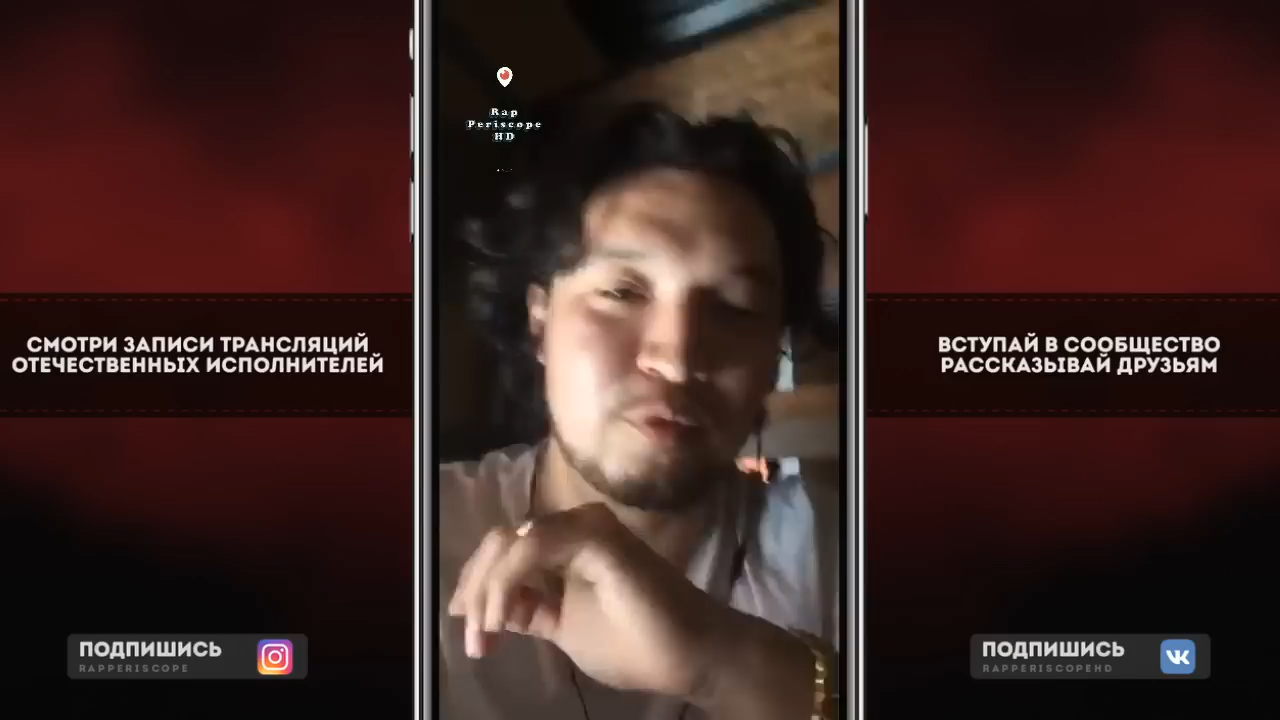 Rap
Periscope
HD
СМОТРИ ЗАПИСИ ТРАНСЛЯЦИЙ
ОТЕЧЕСТВЕННЫХ ИСПОЛНИТЕЛЕЙ
ВСТУПАЙ В СООБЩЕСТВО
РАССКАЗЫВАЙ ДРУЗЬЯМ
ПОДПИШИСЬ
RAPPERISCOPE
ПОДПИШИСЬ
RAPPERISCOPEHD